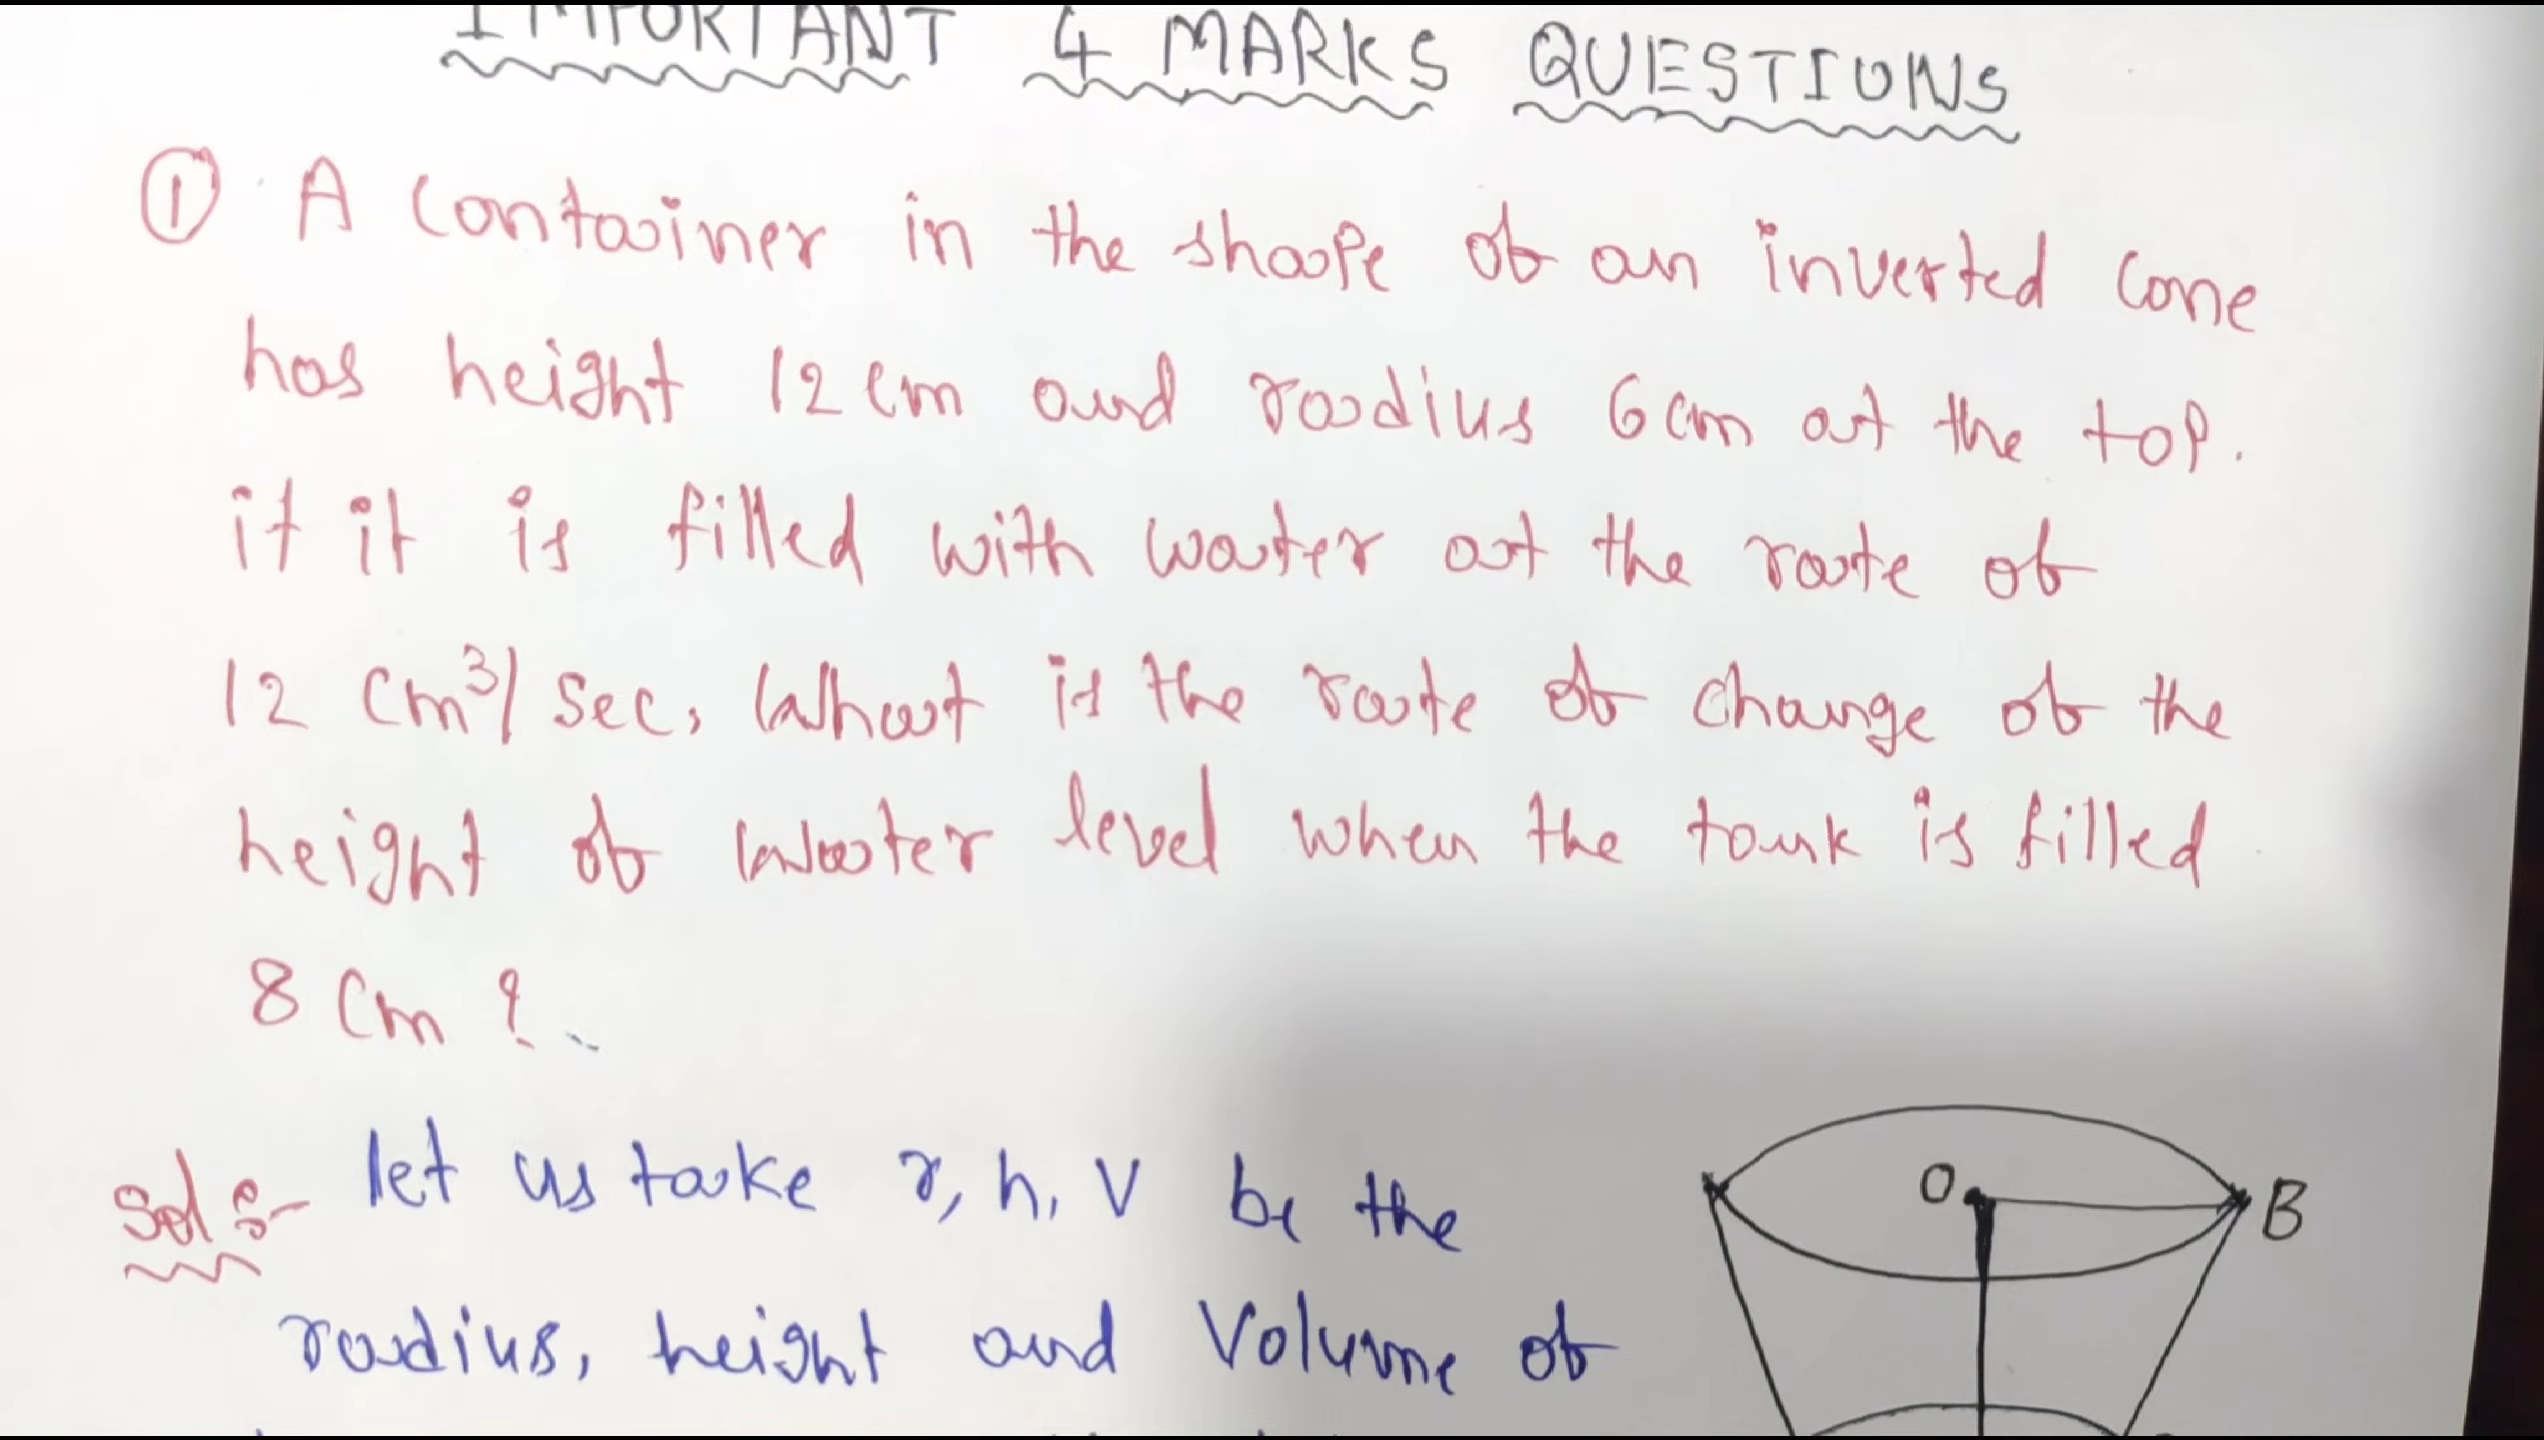 IMPORTANT 4 MARKS QUESTIONS
① A container in the shape of an inverted cone
has height 12 cm and radius 6 cm at the top.
if it is filled with water at the rate of
12 cm³/sec, What is the rate of change of the
height of water level when the tank is filled
8 cm ?
Sol:- let us take r, h, V be the
radius, height and Volume of
O
B